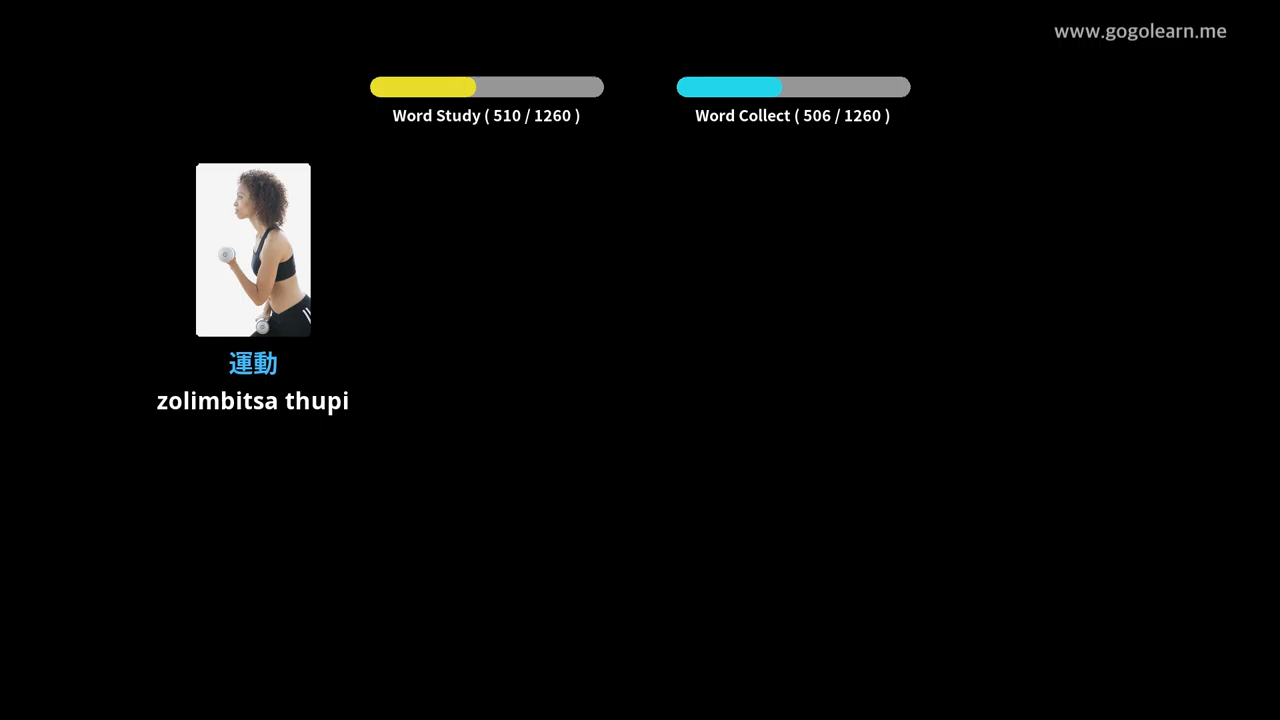 www.gogolearn.me
Word Study ( 510 / 1260 )
Word Collect ( 506 / 1260 )
運動
zolimbitsa thupi